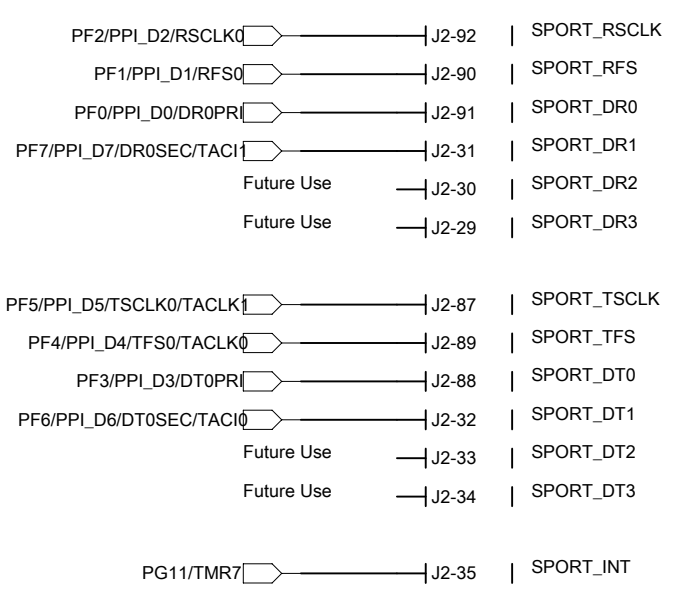 PF2/PPI_D2/RSCLK0 J2-92 | SPORT_RSCLK
PF1/PPI_D1/RFS0 J2-90 | SPORT_RFS
PF0/PPI_D0/DR0PRI J2-91 | SPORT_DR0
PF7/PPI_D7/DR0SEC/TACI1 J2-31 | SPORT_DR1
Future Use J2-30 | SPORT_DR2
Future Use J2-29 | SPORT_DR3
PF5/PPI_D5/TSCLK0/TACLK1 J2-87 | SPORT_TSCLK
PF4/PPI_D4/TFS0/TACLK0 J2-89 | SPORT_TFS
PF3/PPI_D3/DT0PRI J2-88 | SPORT_DT0
PF6/PPI_D6/DT0SEC/TACI0 J2-32 | SPORT_DT1
Future Use J2-33 | SPORT_DT2
Future Use J2-34 | SPORT_DT3
PG11/TMR7 J2-35 | SPORT_INT